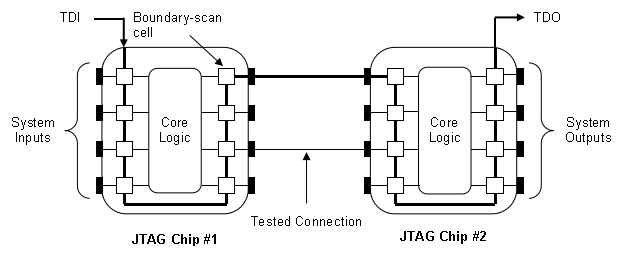 TDI
Boundary-scan
cell
TDO
System
Inputs
Core
Logic
Core
Logic
System
Outputs
Tested Connection
JTAG Chip #1
JTAG Chip #2